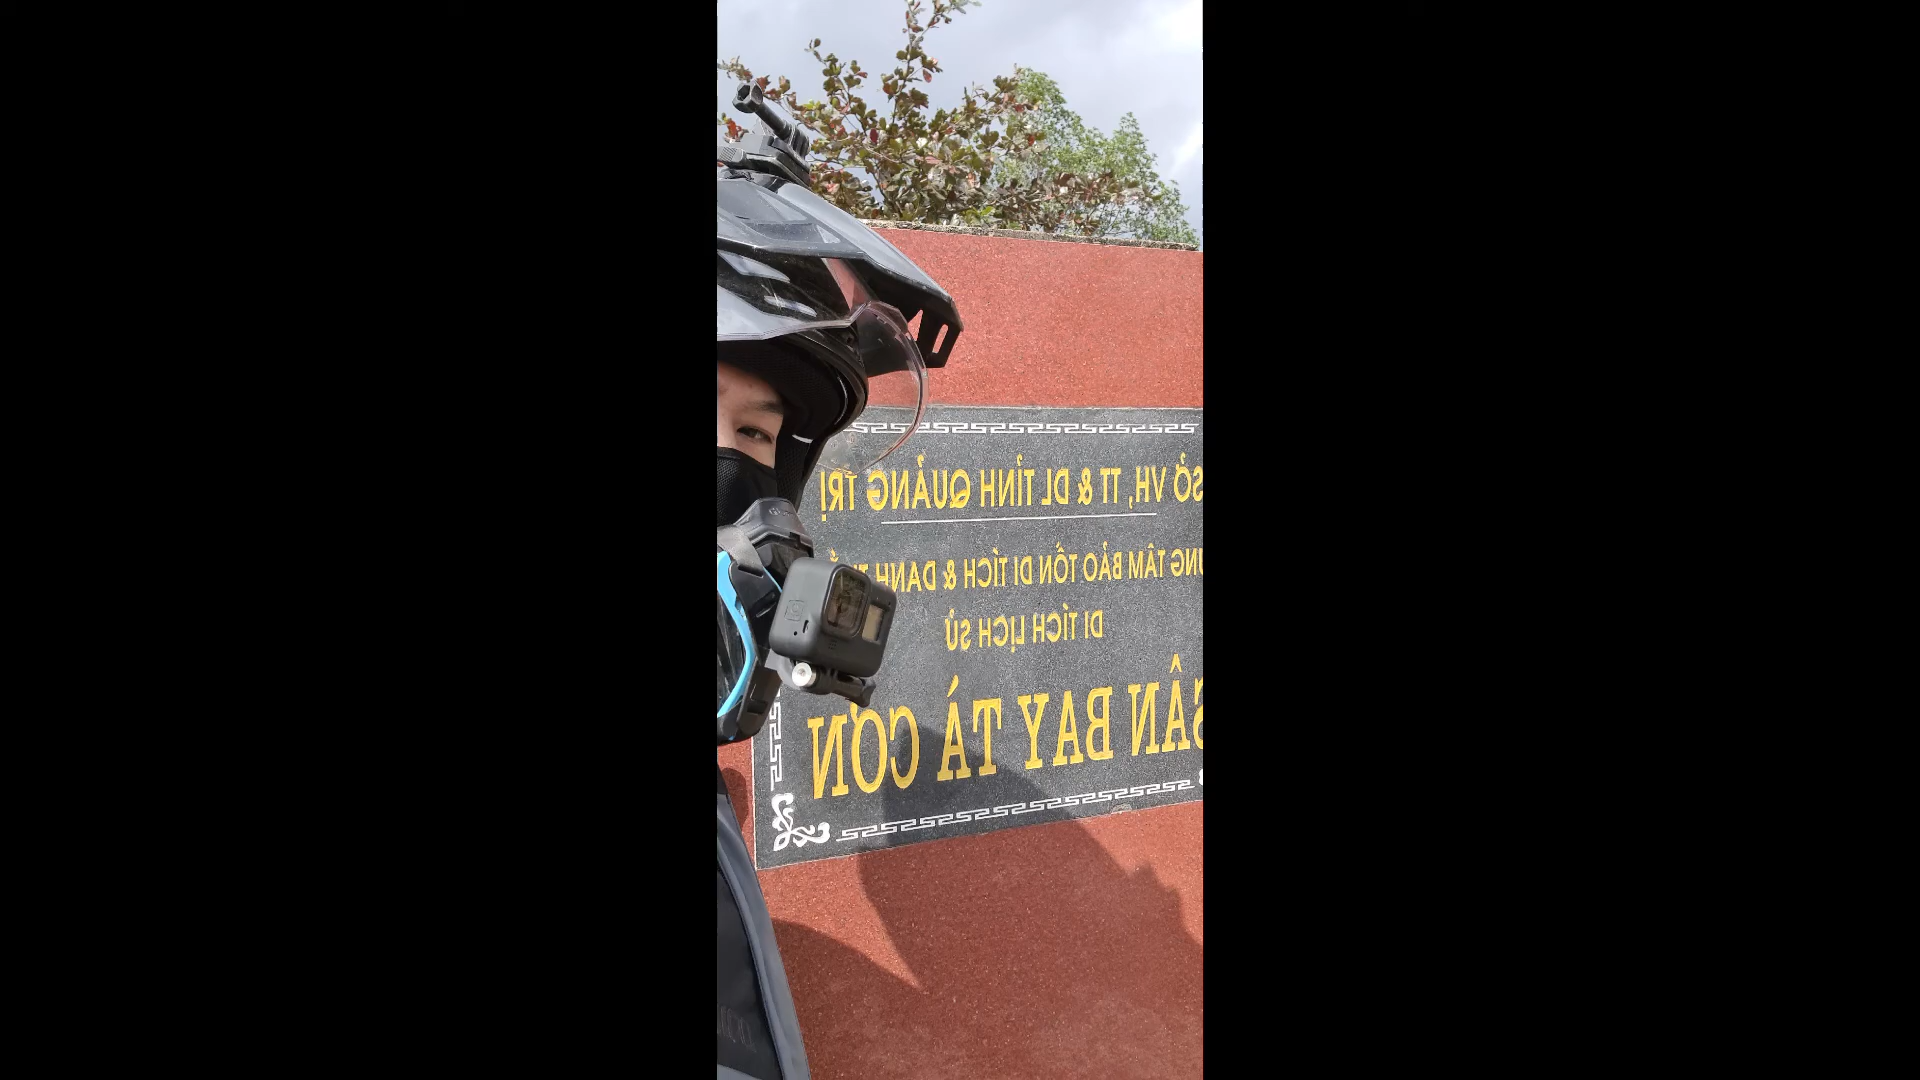 SỞ VH, TT & DL TỈNH QUẢNG TRỊ
TÂM BẢO TỒN DI TÍCH & DANH
DI TÍCH LỊCH SỬ
SÂN BAY TÀ CƠN